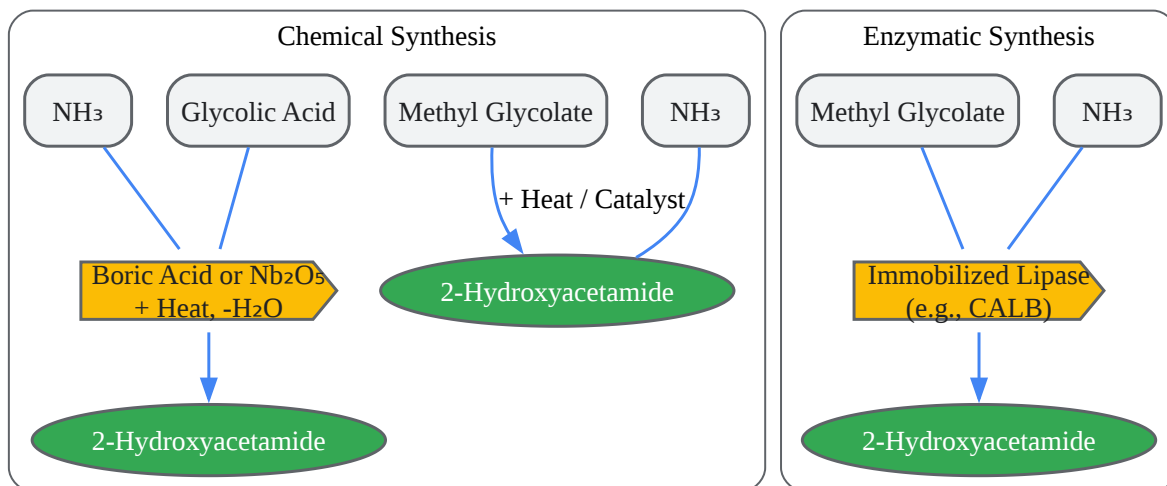 Chemical Synthesis
NH₃
Glycolic Acid
Methyl Glycolate
NH₃
+ Heat / Catalyst
Boric Acid or Nb₂O₅
+ Heat, -H₂O
2-Hydroxyacetamide
2-Hydroxyacetamide
Enzymatic Synthesis
Methyl Glycolate
NH₃
Immobilized Lipase
(e.g., CALB)
2-Hydroxyacetamide